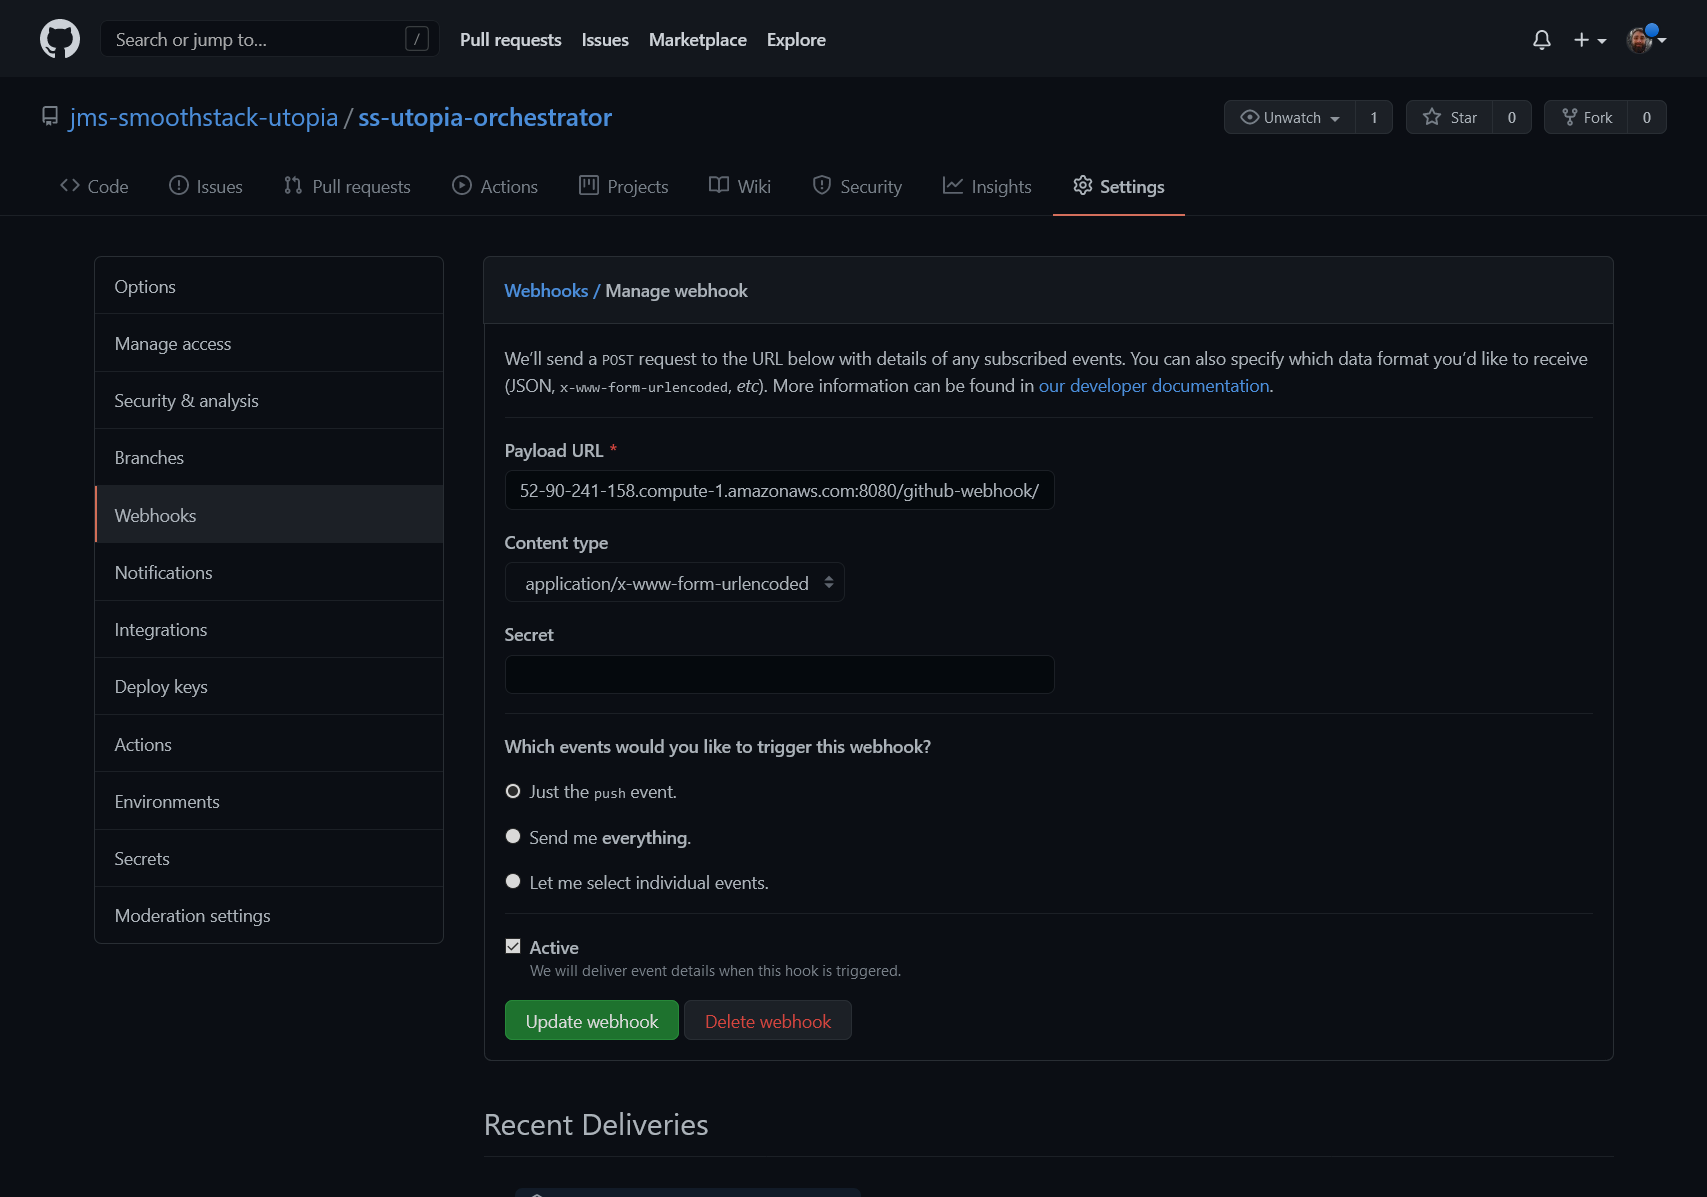 Search or jump to... /
Pull requests Issues Marketplace Explore
jms-smoothstack-utopia / ss-utopia-orchestrator
Unwatch 1 Star 0 Fork 0
Code Issues Pull requests Actions Projects Wiki Security Insights Settings
Options
Manage access
Security & analysis
Branches
Webhooks
Notifications
Integrations
Deploy keys
Actions
Environments
Secrets
Moderation settings
Webhooks / Manage webhook
We’ll send a POST request to the URL below with details of any subscribed events. You can also specify which data format you’d like to receive
(JSON, x-www-form-urlencoded, etc). More information can be found in our developer documentation.
Payload URL *
52-90-241-158.compute-1.amazonaws.com:8080/github-webhook/
Content type
application/x-www-form-urlencoded
Secret
Which events would you like to trigger this webhook?
Just the push event.
Send me everything.
Let me select individual events.
Active
We will deliver event details when this hook is triggered.
Update webhook Delete webhook
Recent Deliveries